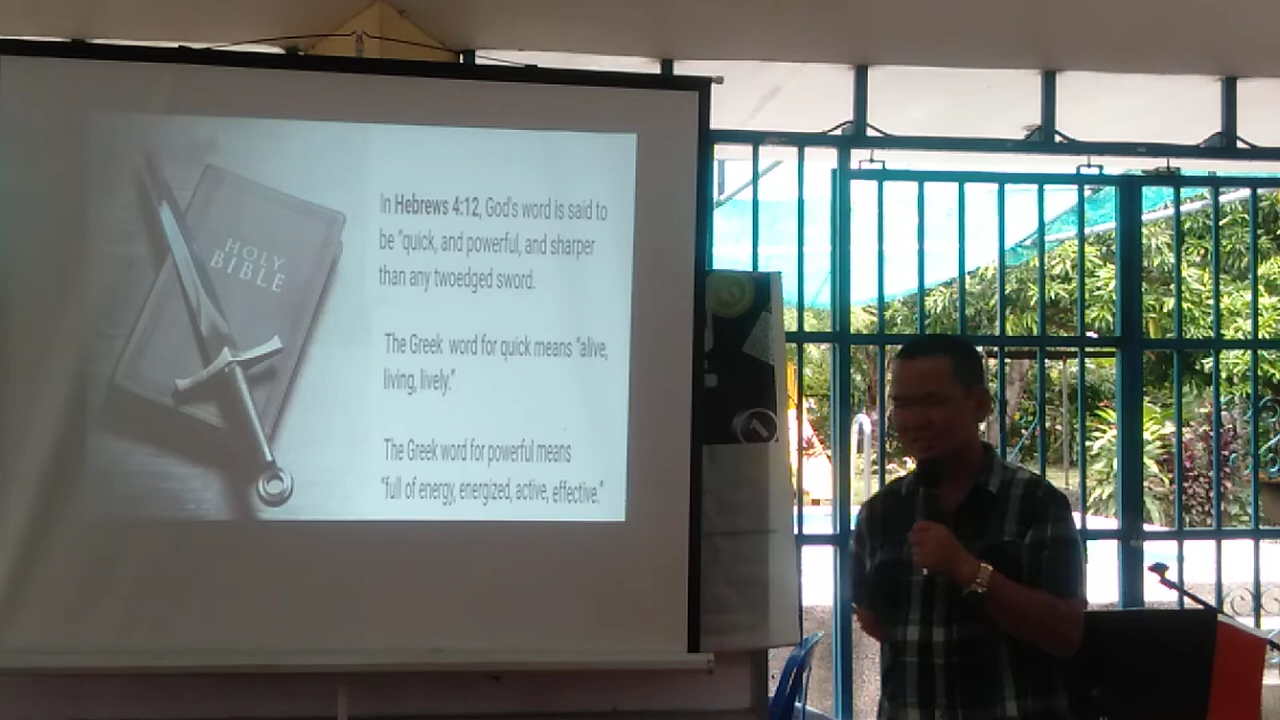 HOLY
BIBLE
In Hebrews 4:12, God's word is said to
be "quick, and powerful, and sharper
than any twoedged sword.
The Greek word for quick means "alive,
living, lively."
The Greek word for powerful means
"full of energy, energized, active, effective."